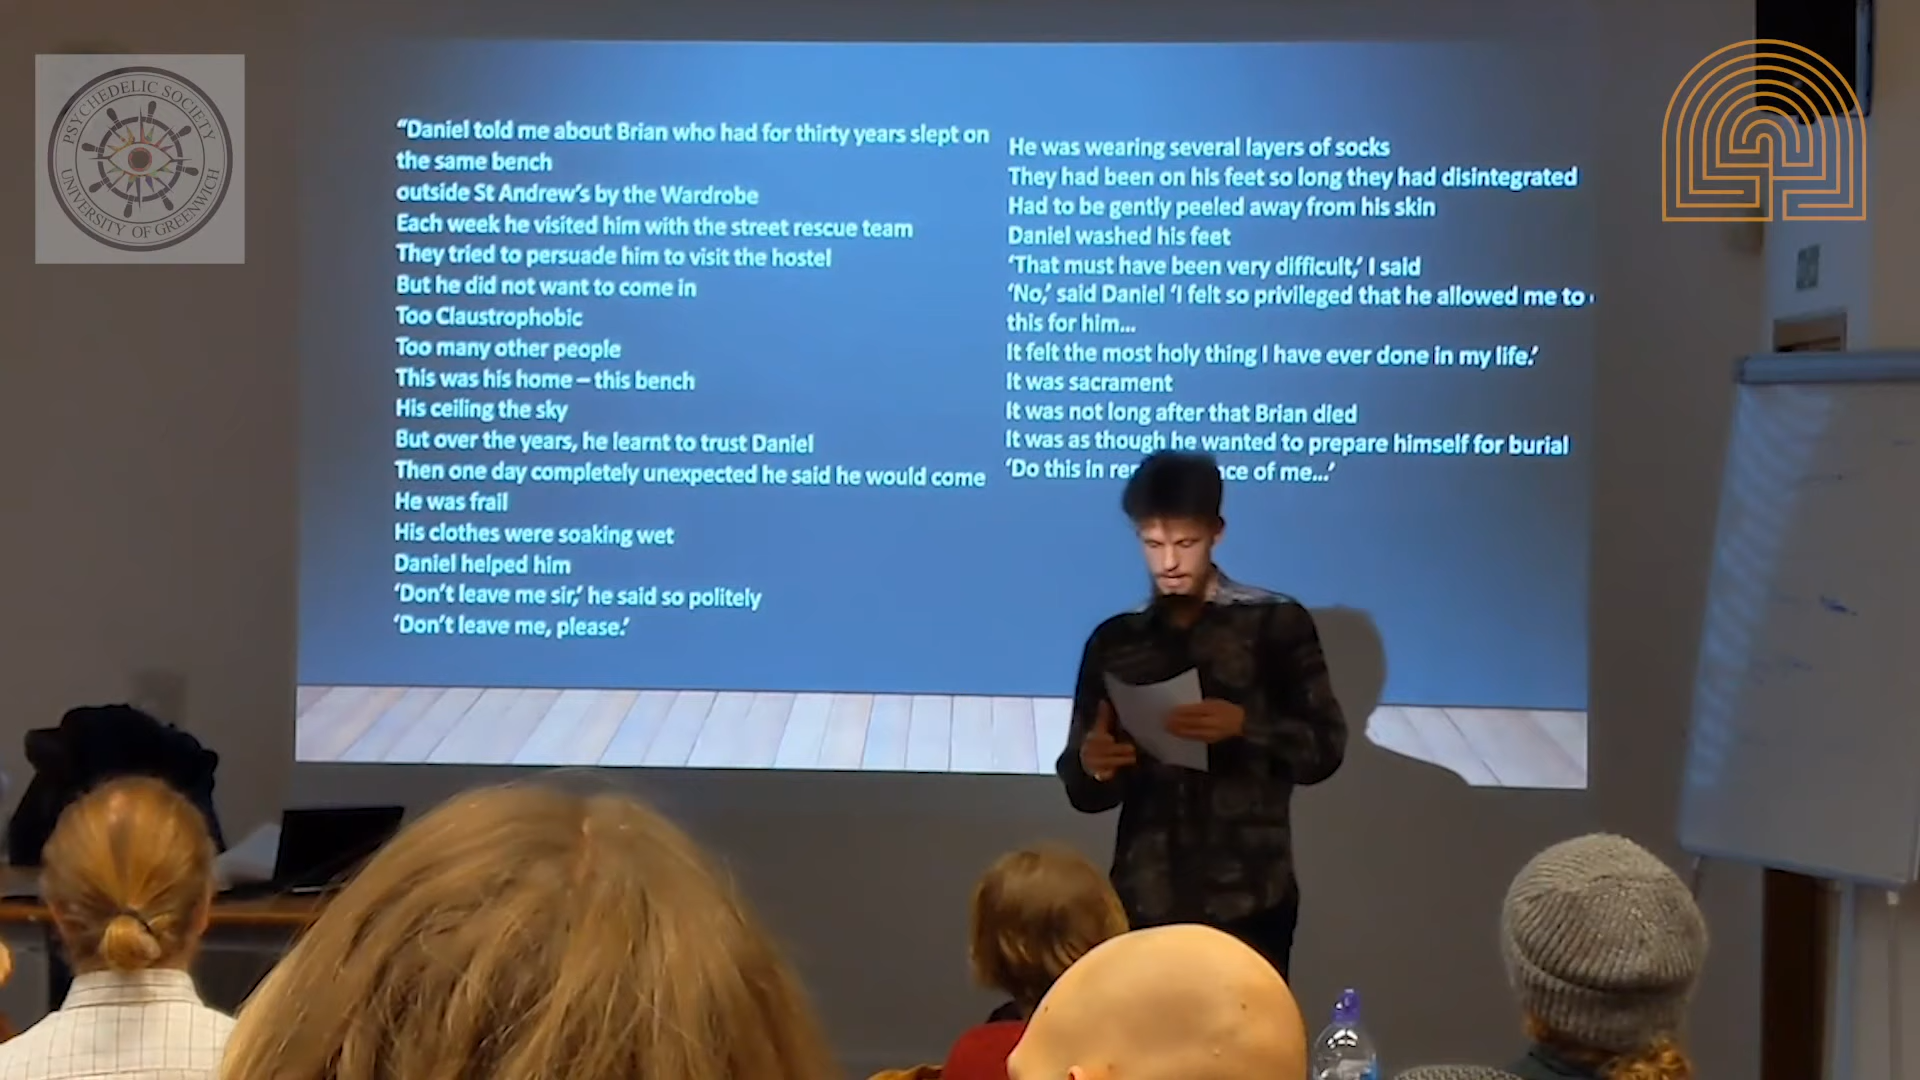 PSYCHEDELIC SOCIETY
UNIVERSITY OF GREENWICH
“Daniel told me about Brian who had for thirty years slept on
the same bench
outside St Andrew’s by the Wardrobe
Each week he visited him with the street rescue team
They tried to persuade him to visit the hostel
But he did not want to come in
Too Claustrophobic
Too many other people
This was his home – this bench
His ceiling the sky
But over the years, he learnt to trust Daniel
Then one day completely unexpected he said he would come
He was frail
His clothes were soaking wet
Daniel helped him
‘Don’t leave me sir,’ he said so politely
‘Don’t leave me, please.’
He was wearing several layers of socks
They had been on his feet so long they had disintegrated
Had to be gently peeled away from his skin
Daniel washed his feet
‘That must have been very difficult,’ I said
‘No,’ said Daniel ‘I felt so privileged that he allowed me to
this for him...
It felt the most holy thing I have ever done in my life.’
It was sacrament
It was not long after that Brian died
It was as though he wanted to prepare himself for burial
‘Do this in of me...’